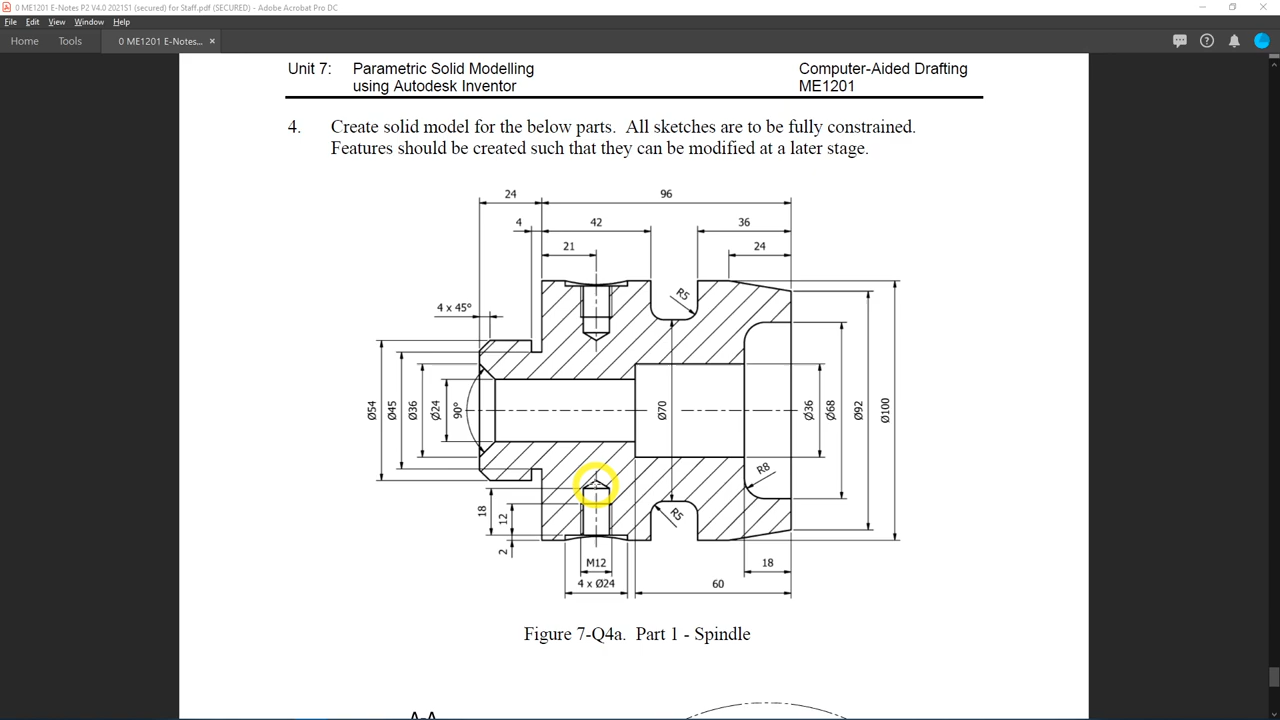 0 ME1201 E-Notes P2 V4.0 2021S1 (secured) for Staff.pdf (SECURED) - Adobe Acrobat Pro DC
File Edit View Window Help
Home Tools 0 ME1201 E-Notes... ×
Unit 7: Parametric Solid Modelling Computer-Aided Drafting
using Autodesk Inventor ME1201
4. Create solid model for the below parts. All sketches are to be fully constrained.
Features should be created such that they can be modified at a later stage.
24 96
4 42 36
21 24
R5
4 x 45°
Ø54 Ø45 Ø36 Ø24 90° Ø70 Ø36 Ø68 Ø92 Ø100
R8
18 12 R5
2
M12 18
4 x Ø24 60
Figure 7-Q4a. Part 1 - Spindle
A-A